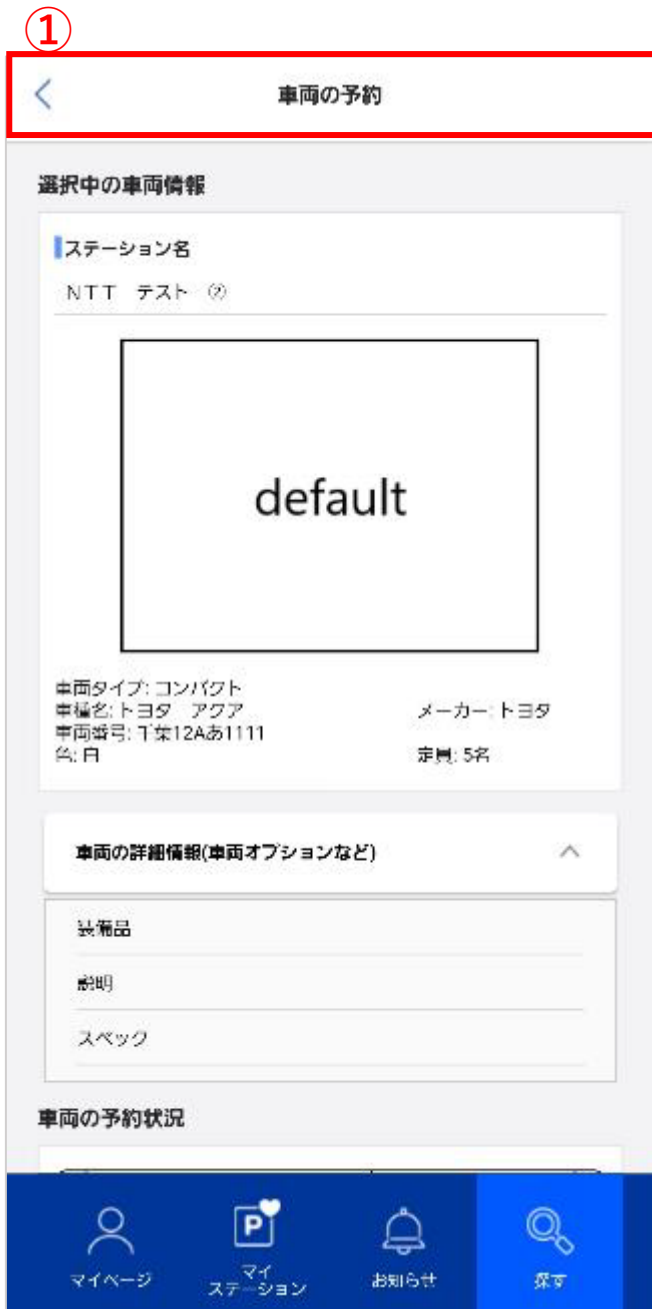 ①
車両の予約
選択中の車両情報
ステーション名
NTT テスト ②
default
車両タイプ: コンパクト
車種名: トヨタ アクア メーカー: トヨタ
車両番号: 千葉12Aあ1111
色: 白 定員: 5名
車両の詳細情報(車両オプションなど)
装備品
説明
スペック
車両の予約状況
マイページ
マイ
ステーション
お知らせ
探す